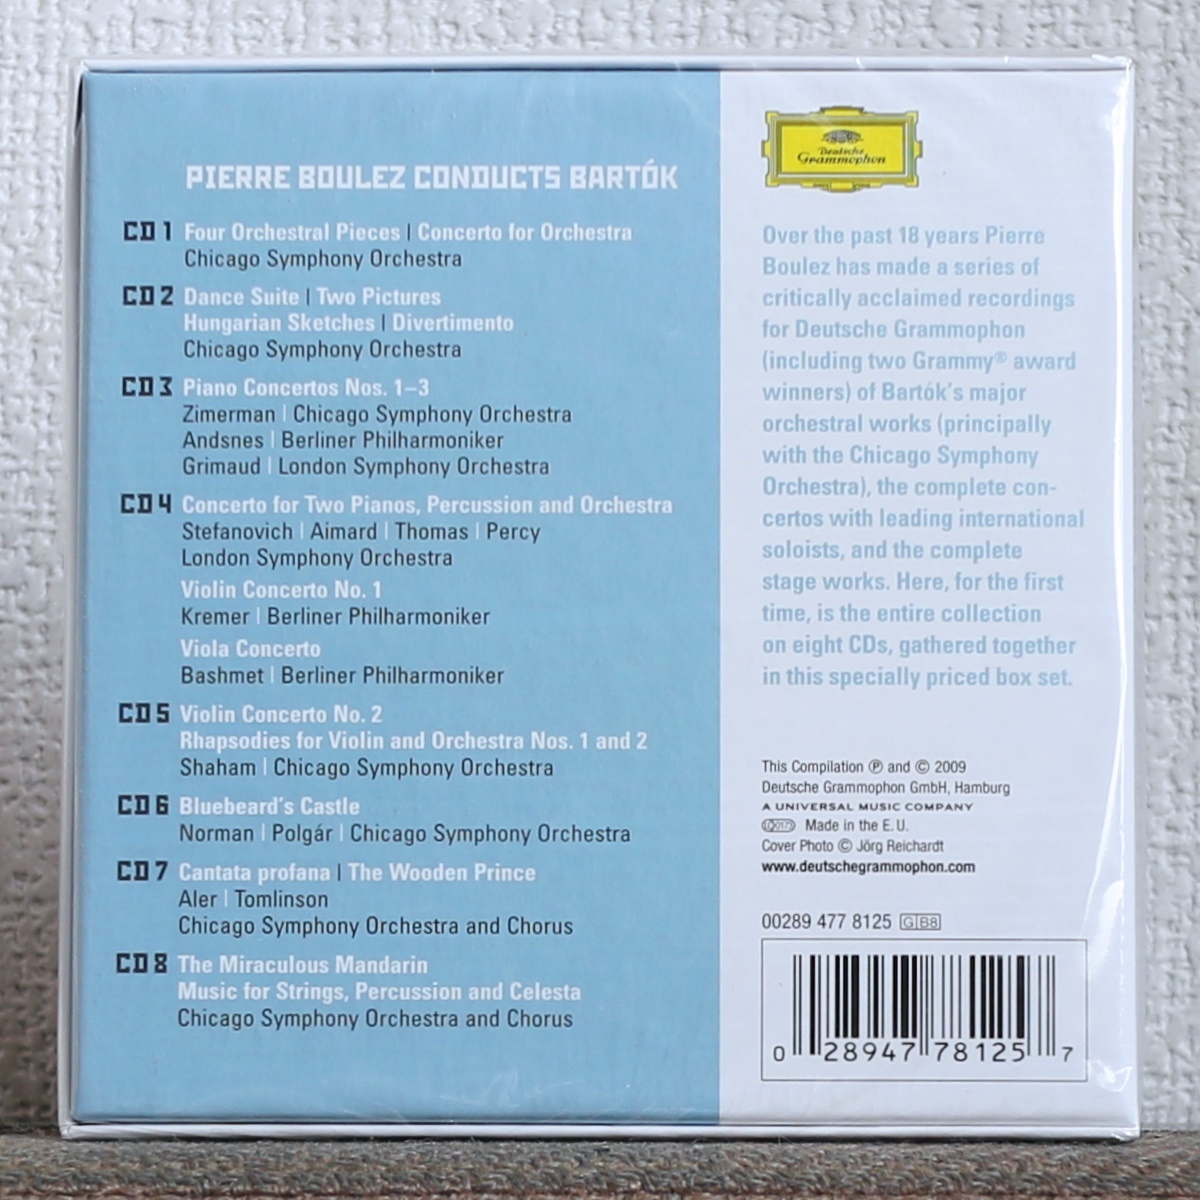 PIERRE BOULEZ CONDUCTS BARTÓK
CD 1 Four Orchestral Pieces | Concerto for Orchestra
Chicago Symphony Orchestra
CD 2 Dance Suite | Two Pictures
Hungarian Sketches | Divertimento
Chicago Symphony Orchestra
CD 3 Piano Concertos Nos. 1–3
Zimerman | Chicago Symphony Orchestra
Andsnes | Berliner Philharmoniker
Grimaud | London Symphony Orchestra
CD 4 Concerto for Two Pianos, Percussion and Orchestra
Stefanovich | Aimard | Thomas | Percy
London Symphony Orchestra
Violin Concerto No. 1
Kremer | Berliner Philharmoniker
Viola Concerto
Bashmet | Berliner Philharmoniker
CD 5 Violin Concerto No. 2
Rhapsodies for Violin and Orchestra Nos. 1 and 2
Shaham | Chicago Symphony Orchestra
CD 6 Bluebeard's Castle
Norman | Polgár | Chicago Symphony Orchestra
CD 7 Cantata profana | The Wooden Prince
Aler | Tomlinson
Chicago Symphony Orchestra and Chorus
CD 8 The Miraculous Mandarin
Music for Strings, Percussion and Celesta
Chicago Symphony Orchestra and Chorus
Deutsche
Grammophon
Over the past 18 years Pierre
Boulez has made a series of
critically acclaimed recordings
for Deutsche Grammophon
(including two Grammy® award
winners) of Bartók's major
orchestral works (principally
with the Chicago Symphony
Orchestra), the complete con-
certos with leading international
soloists, and the complete
stage works. Here, for the first
time, is the entire collection
on eight CDs, gathered together
in this specially priced box set.
This Compilation ℗ and © 2009
Deutsche Grammophon GmbH, Hamburg
A UNIVERSAL MUSIC COMPANY
Made in the E. U.
Cover Photo © Jörg Reichardt
www.deutschegrammophon.com
00289 477 8125 G B8
0 28947 78125 7